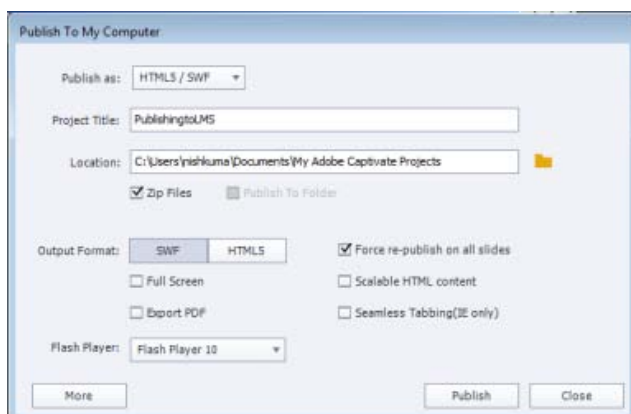 Publish To My Computer
Publish as: HTML5 / SWF
Project Title: PublishingtoLMS
Location: C:\Users\nishkuma\Documents\My Adobe Captivate Projects
Zip Files Publish To Folder
Output Format: SWF HTML5 Force re-publish on all slides
Full Screen Scalable HTML content
Export PDF Seamless Tabbing(IE only)
Flash Player: Flash Player 10
More Publish Close